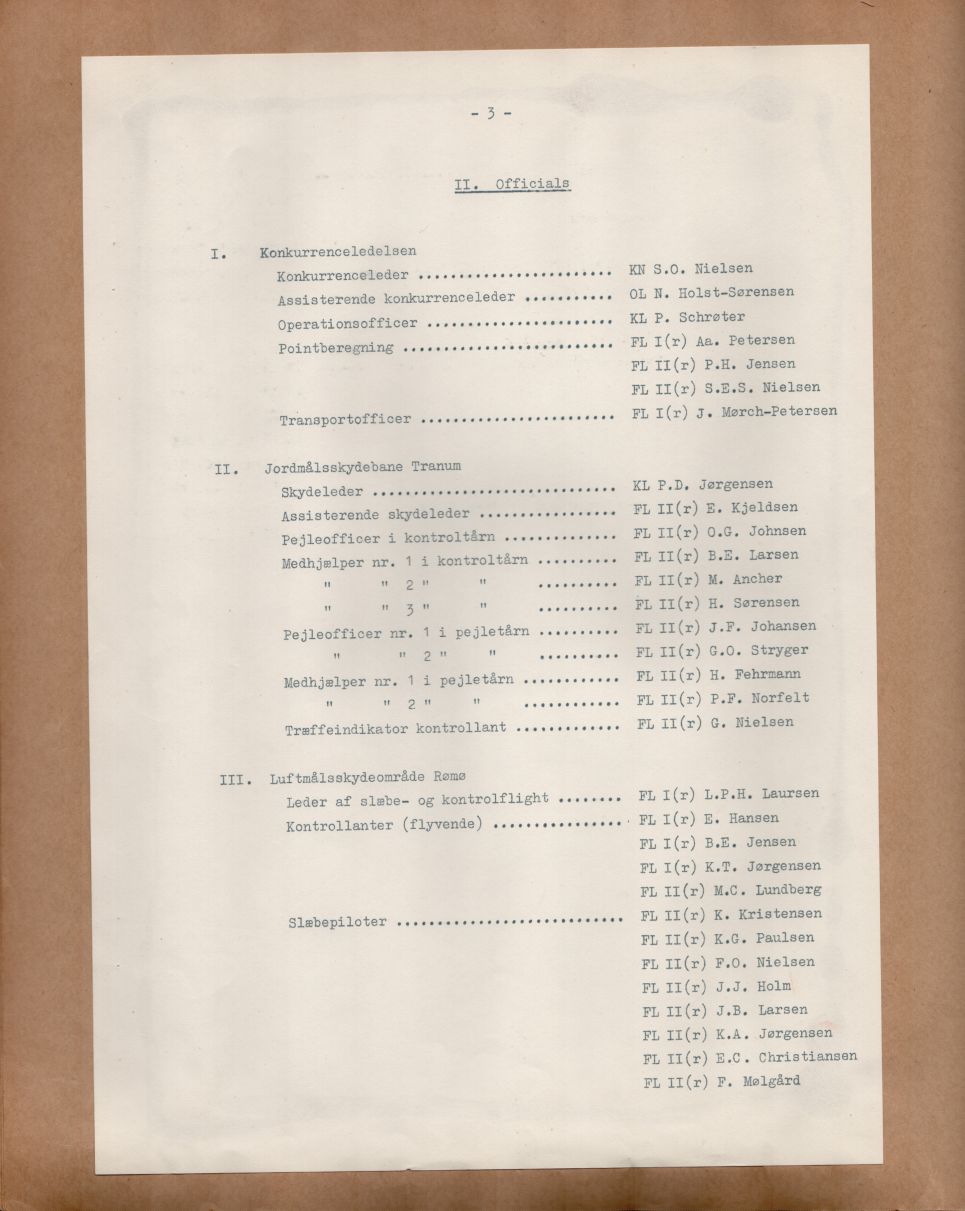 - 3 -
II. Officials
I. Konkurrenceledelsen
Konkurrenceleder ........................ KN S.O. Nielsen
Assisterende konkurrenceleder ........... OL N. Holst-Sørensen
Operationsofficer ....................... KL P. Schrøter
Pointberegning .......................... FL I(r) Aa. Petersen
FL II(r) P.H. Jensen
FL II(r) S.E.S. Nielsen
Transportofficer ........................ FL I(r) J. Mørch-Petersen
II. Jordmålsskydebane Tranum
Skydeleder .............................. KL P.D. Jørgensen
Assisterende skydeleder ................. FL II(r) E. Kjeldsen
Pejleofficer i kontroltårn .............. FL II(r) O.G. Johnsen
Medhjælper nr. 1 i kontroltårn .......... FL II(r) B.E. Larsen
" " 2 " " .......... FL II(r) M. Ancher
" " 3 " " .......... FL II(r) H. Sørensen
Pejleofficer nr. 1 i pejletårn .......... FL II(r) J.F. Johansen
" " 2 " " .......... FL II(r) G.O. Stryger
Medhjælper nr. 1 i pejletårn ............ FL II(r) H. Fehrmann
" " 2 " " ............ FL II(r) P.F. Norfelt
Træffeindikator kontrollant ............. FL II(r) G. Nielsen
III. Luftmålsskydeområde Rømø
Leder af slæbe- og kontrolflight ........ FL I(r) L.P.H. Laursen
Kontrollanter (flyvende) ................. FL I(r) E. Hansen
FL I(r) B.E. Jensen
FL I(r) K.T. Jørgensen
FL II(r) M.C. Lundberg
Slæbepiloter ............................ FL II(r) K. Kristensen
FL II(r) K.G. Paulsen
FL II(r) F.O. Nielsen
FL II(r) J.J. Holm
FL II(r) J.B. Larsen
FL II(r) K.A. Jørgensen
FL II(r) E.C. Christiansen
FL II(r) F. Mølgård